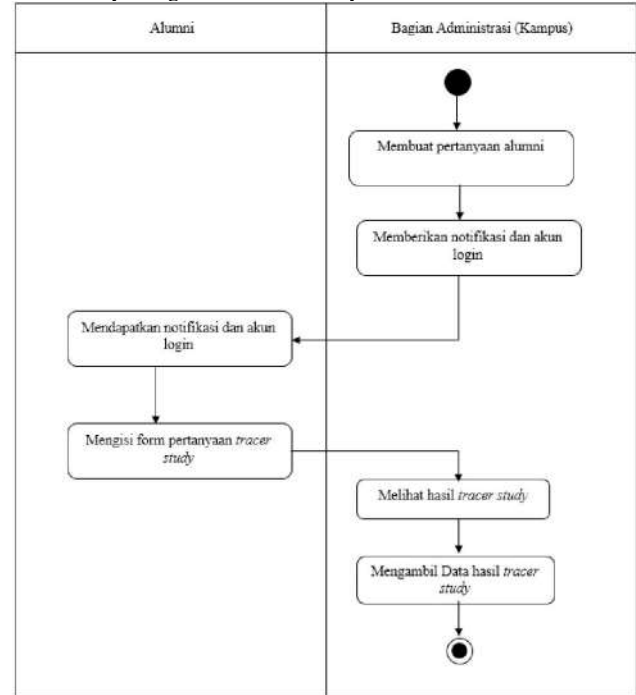 Alumni
Bagian Administrasi (Kampus)
Membuat pertanyaan alumni
Memberikan notifikasi dan akun
login
Mendapatkan notifikasi dan akun
login
Mengisi form pertanyaan tracer
study
Melihat hasil tracer study
Mengambil Data hasil tracer
study